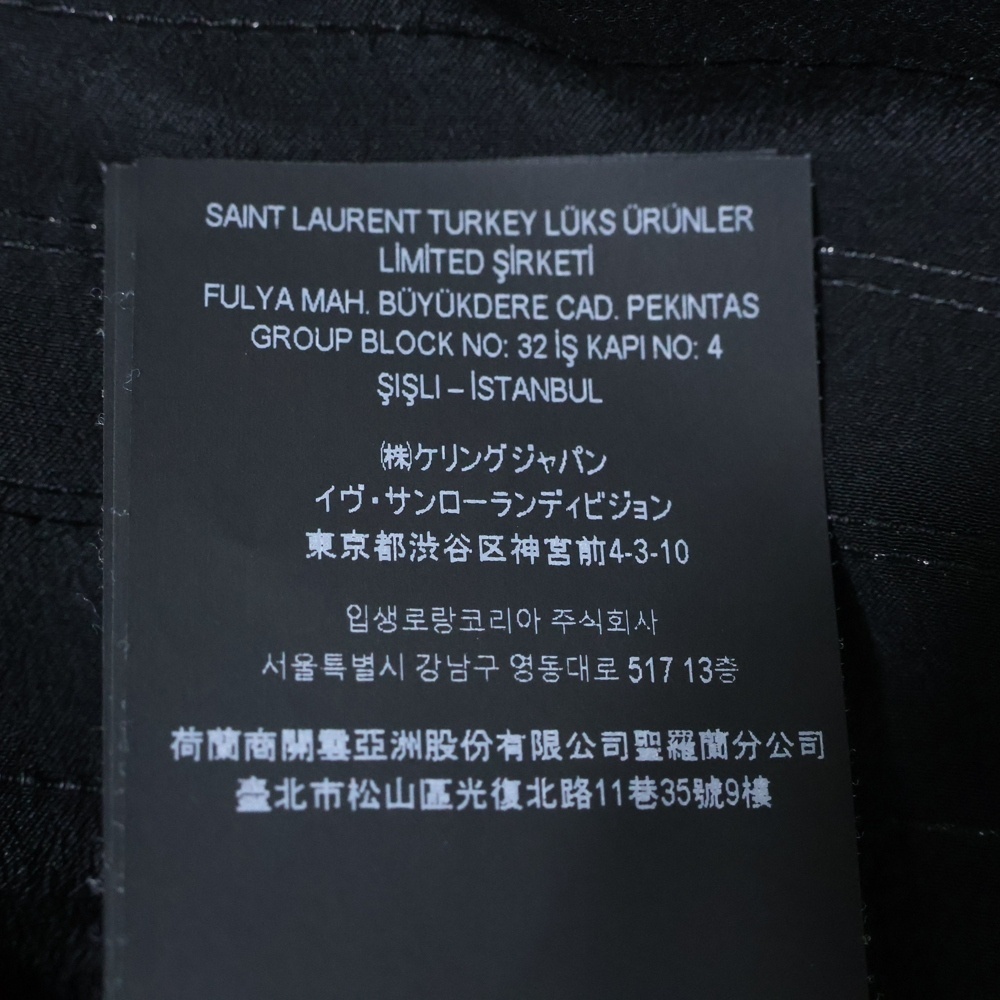 SAINT LAURENT TURKEY LÜKS ÜRÜNLER
LİMİTED ŞİRKETİ
FULYA MAH. BÜYÜKDERE CAD. PEKINTAS
GROUP BLOCK NO: 32 İŞ KAPI NO: 4
ŞIŞLI – İSTANBUL
㈱ケリングジャパン
イヴ・サンローランディビジョン
東京都渋谷区神宮前4-3-10
입생로랑코리아 주식회사
서울특별시 강남구 영동대로 517 13층
荷蘭商開雲亞洲股份有限公司聖羅蘭分公司
臺北市松山區光復北路11巷35號9樓